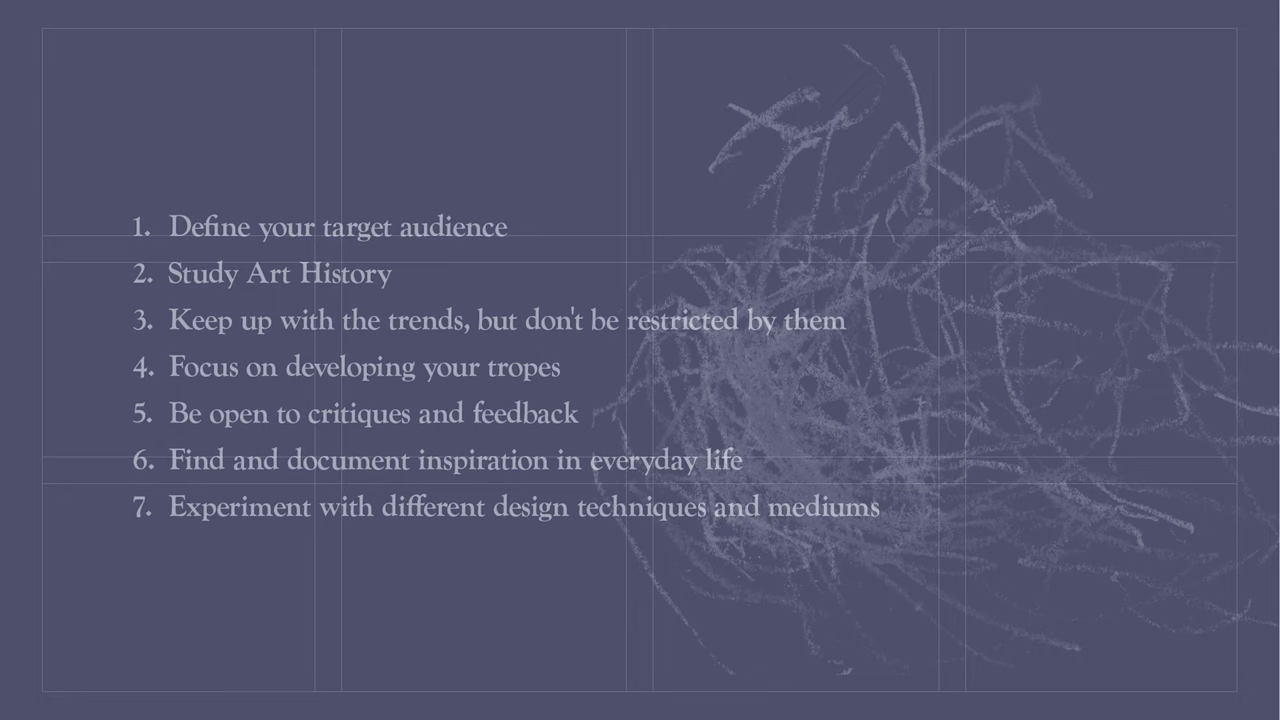 1. Define your target audience
2. Study Art History
3. Keep up with the trends, but don't be restricted by them
4. Focus on developing your tropes
5. Be open to critiques and feedback
6. Find and document inspiration in everyday life
7. Experiment with different design techniques and mediums